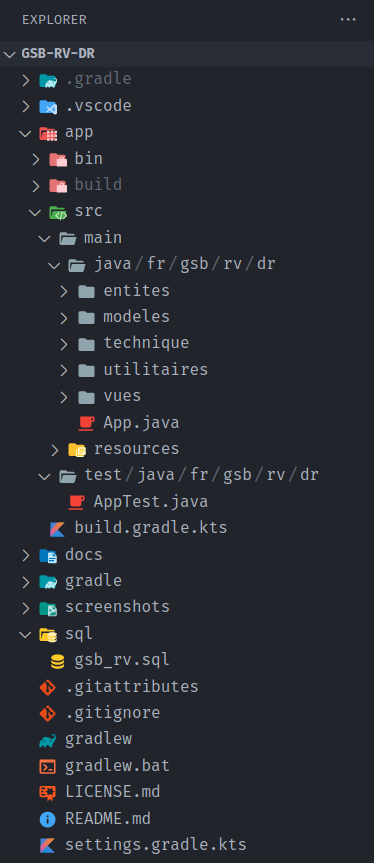 EXPLORER
GSB-RV-DR
.gradle
.vscode
app
bin
build
src
main
java/fr/gsb/rv/dr
entites
modeles
technique
utilitaires
vues
App.java
resources
test/java/fr/gsb/rv/dr
AppTest.java
build.gradle.kts
docs
gradle
screenshots
sql
gsb_rv.sql
.gitattributes
.gitignore
gradlew
gradlew.bat
LICENSE.md
README.md
settings.gradle.kts